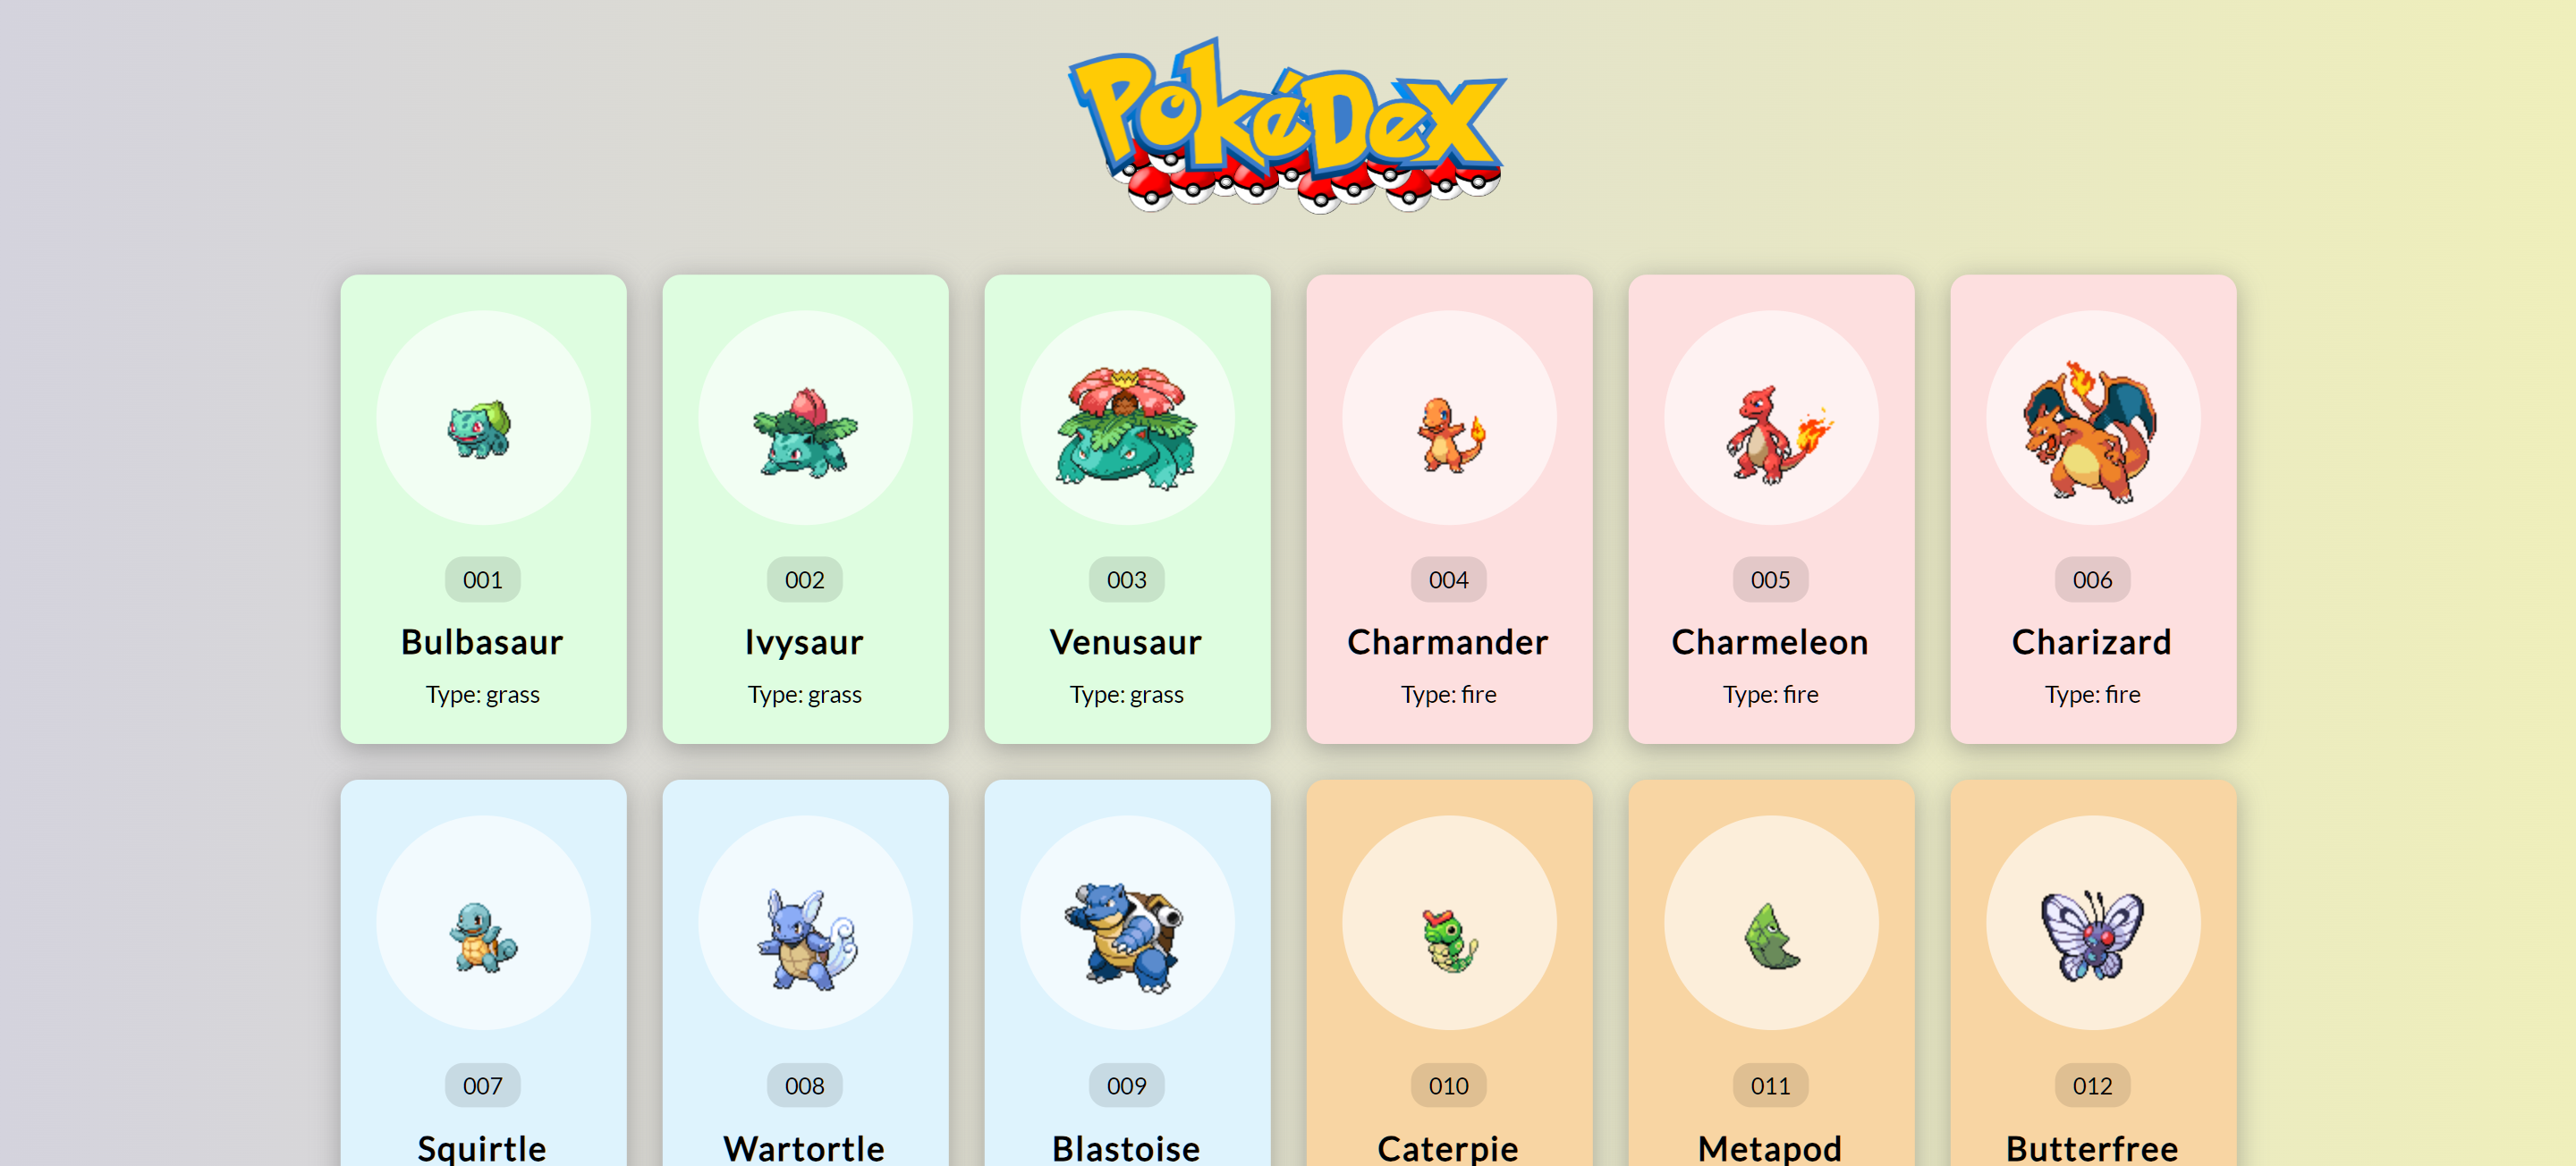 PokéDex
001 002 003 004 005 006
Bulbasaur Ivysaur Venusaur Charmander Charmeleon Charizard
Type: grass Type: grass Type: grass Type: fire Type: fire Type: fire
007 008 009 010 011 012
Squirtle Wartortle Blastoise Caterpie Metapod Butterfree